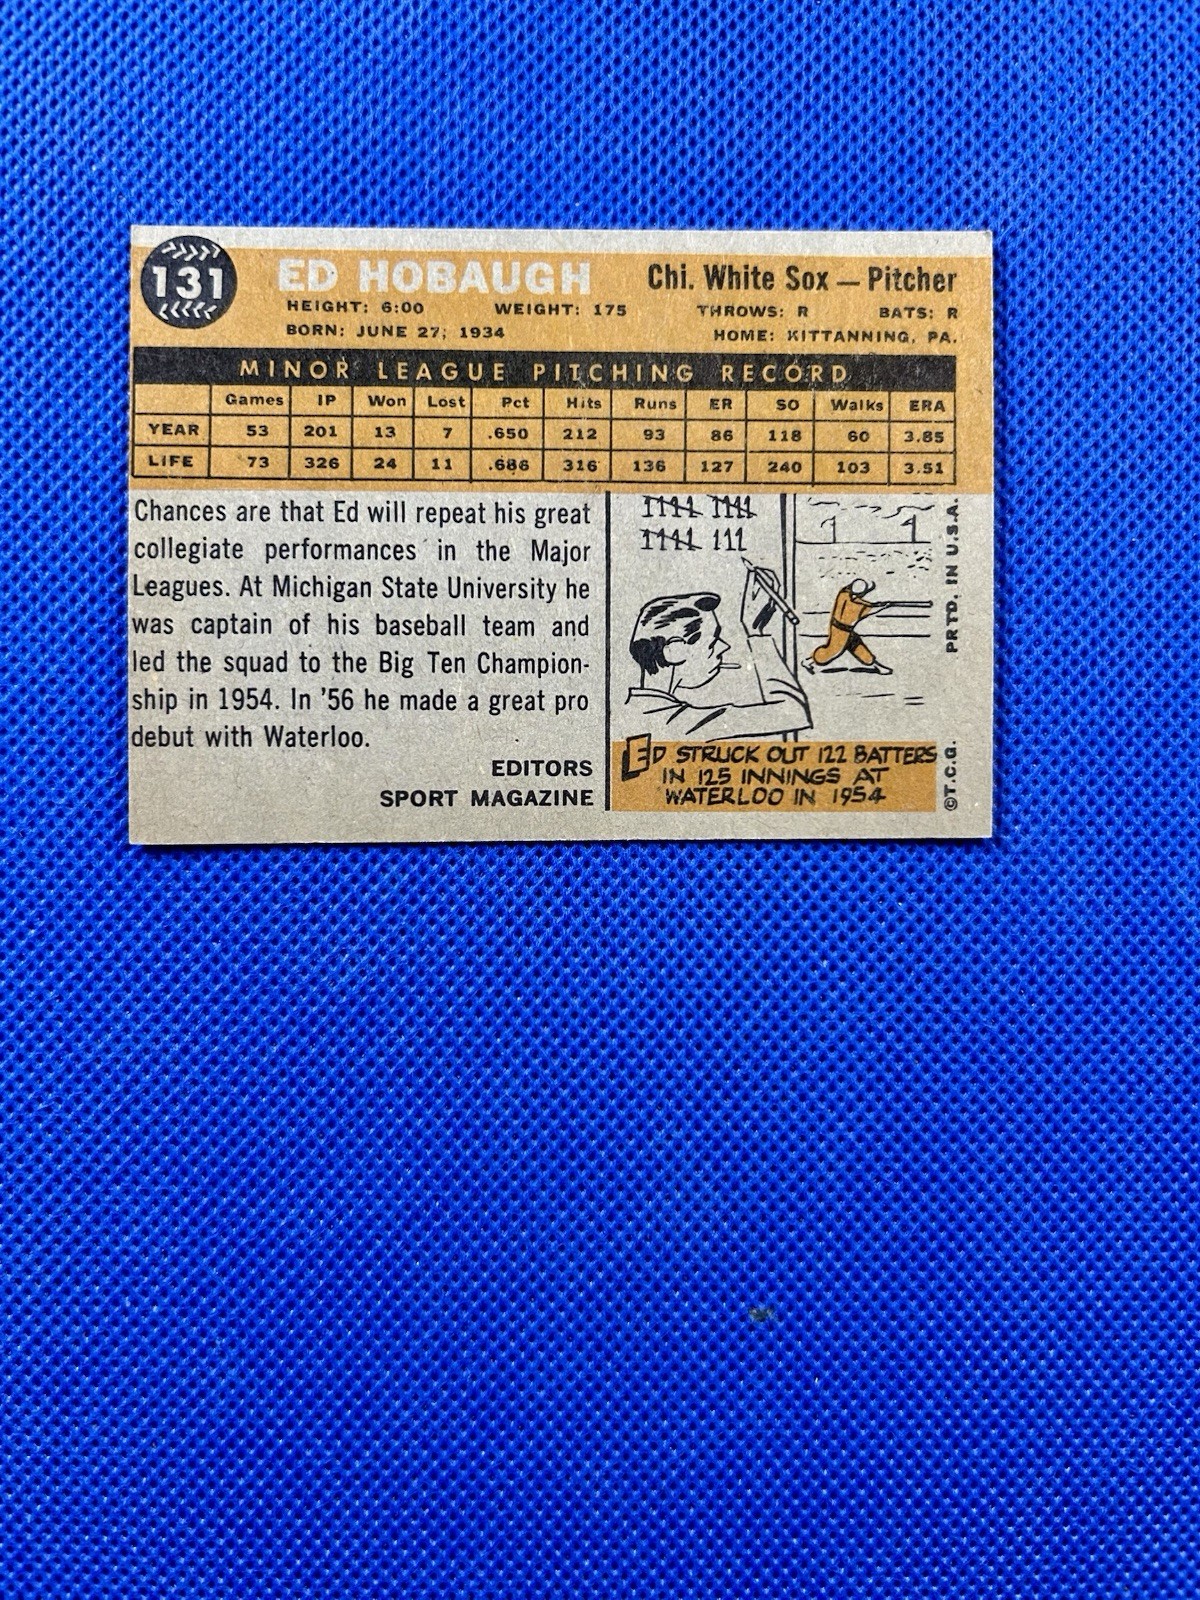 131
ED HOBAUGH
Chi. White Sox — Pitcher
HEIGHT: 6:00 WEIGHT: 175 THROWS: R BATS: R
BORN: JUNE 27, 1934 HOME: KITTANNING, PA.
MINOR LEAGUE PITCHING RECORD
Games IP Won Lost Pct Hits Runs ER SO Walks ERA
YEAR 53 201 13 7 .650 212 93 86 118 60 3.85
LIFE 73 326 24 11 .686 316 136 127 240 103 3.51
Chances are that Ed will repeat his great
collegiate performances in the Major
Leagues. At Michigan State University he
was captain of his baseball team and
led the squad to the Big Ten Champion-
ship in 1954. In '56 he made a great pro
debut with Waterloo.
EDITORS
SPORT MAGAZINE
ED STRUCK OUT 122 BATTERS
IN 125 INNINGS AT
WATERLOO IN 1954
©T.C.G. PRTD. IN U.S.A.